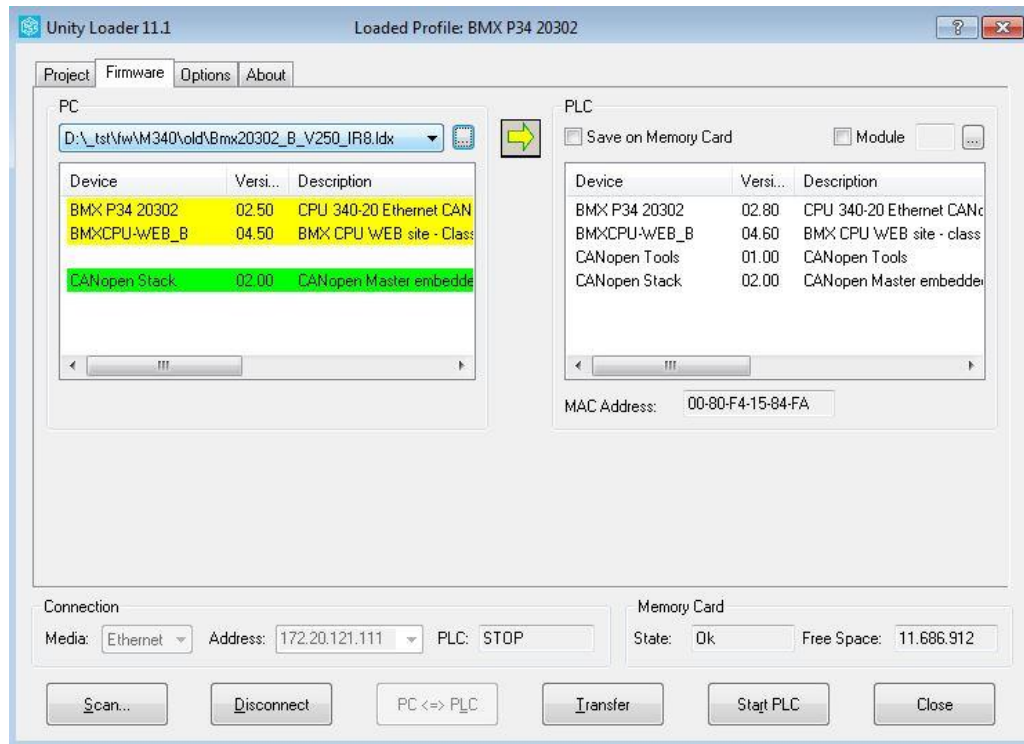 Unity Loader 11.1 Loaded Profile: BMX P34 20302
Project Firmware Options About
PC
D:\_tst\fw\M340\old\Bmx20302_B_V250_IR8.ldx ...
Device Versi... Description
BMX P34 20302 02.50 CPU 340-20 Ethernet CAN
BMXCPU-WEB_B 04.50 BMX CPU WEB site - Clas
CANopen Stack 02.00 CANopen Master embedde
PLC
Save on Memory Card Module ...
Device Versi... Description
BMX P34 20302 02.80 CPU 340-20 Ethernet CANc
BMXCPU-WEB_B 04.60 BMX CPU WEB site - class
CANopen Tools 01.00 CANopen Tools
CANopen Stack 02.00 CANopen Master embedde
MAC Address: 00-80-F4-15-84-FA
Connection
Media: Ethernet Address: 172.20.121.111 PLC: STOP
Memory Card
State: Ok Free Space: 11.686.912
Scan... Disconnect PC <=> PLC Transfer Start PLC Close